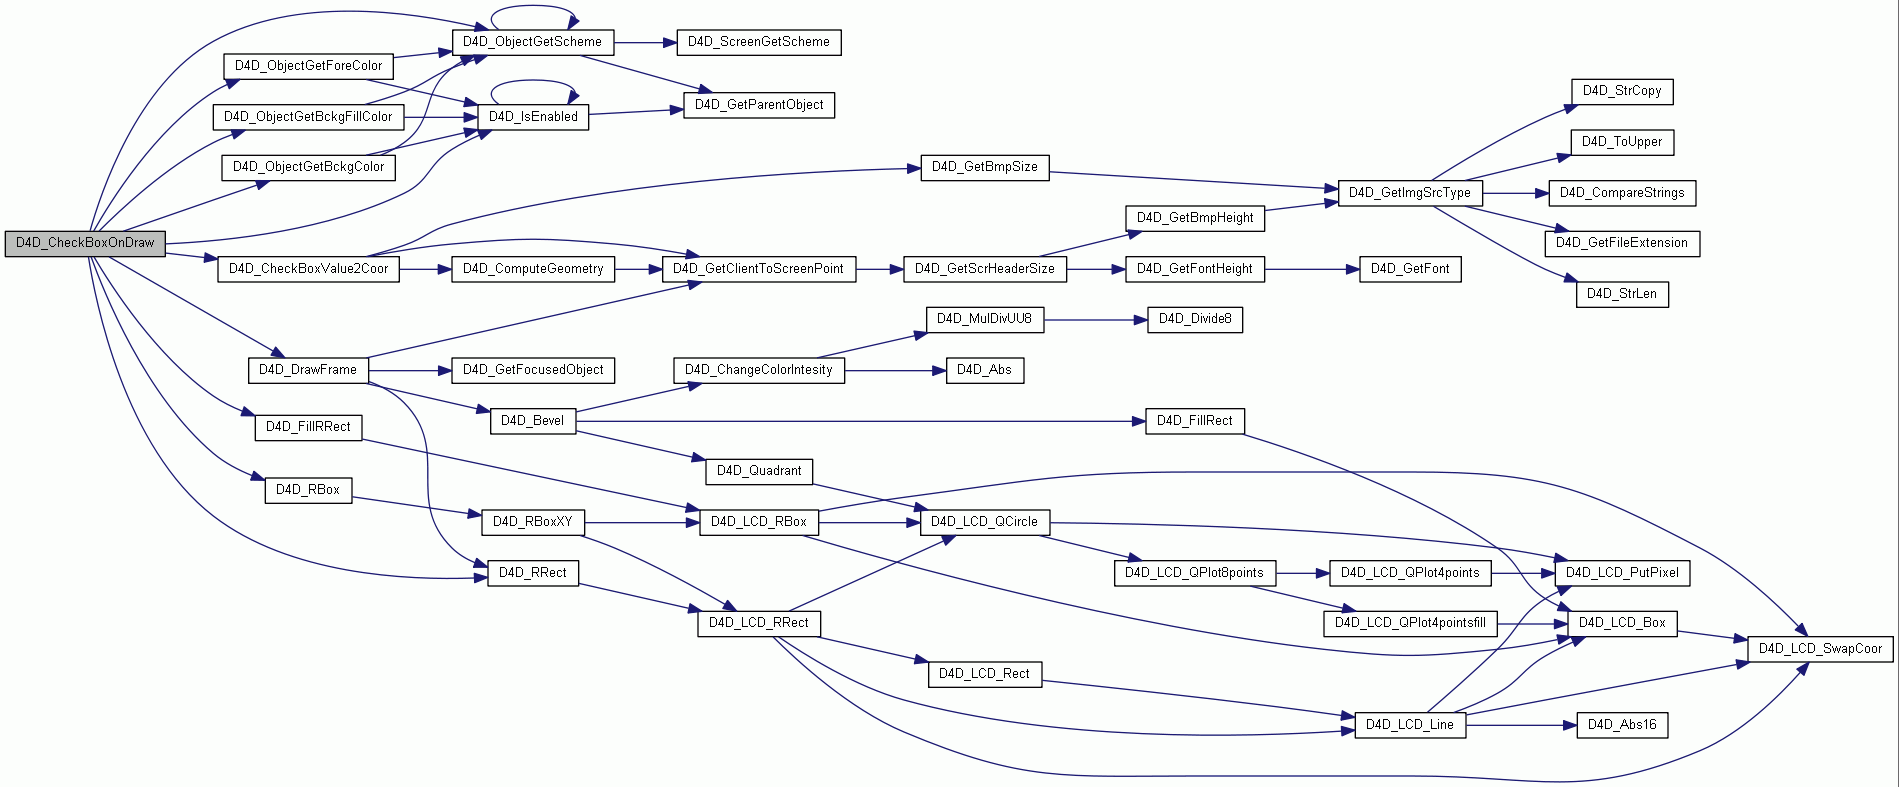 D4D_CheckBoxOnDraw
D4D_ObjectGetForeColor
D4D_ObjectGetBckgFillColor
D4D_ObjectGetBckgColor
D4D_CheckBoxValue2Coor
D4D_DrawFrame
D4D_FillRRect
D4D_RBox
D4D_ObjectGetScheme
D4D_IsEnabled
D4D_ComputeGeometry
D4D_GetFocusedObject
D4D_Bevel
D4D_RBoxXY
D4D_RRect
D4D_ScreenGetScheme
D4D_GetParentObject
D4D_GetClientToScreenPoint
D4D_ChangeColorIntesity
D4D_Quadrant
D4D_LCD_RBox
D4D_LCD_RRect
D4D_GetBmpSize
D4D_GetScrHeaderSize
D4D_MulDivUU8
D4D_Abs
D4D_LCD_QCircle
D4D_LCD_Rect
D4D_GetBmpHeight
D4D_GetFontHeight
D4D_Divide8
D4D_FillRect
D4D_LCD_QPlot8points
D4D_GetImgSrcType
D4D_GetFont
D4D_LCD_QPlot4points
D4D_LCD_QPlot4pointsfill
D4D_LCD_Line
D4D_StrCopy
D4D_ToUpper
D4D_CompareStrings
D4D_GetFileExtension
D4D_StrLen
D4D_LCD_PutPixel
D4D_LCD_Box
D4D_Abs16
D4D_LCD_SwapCoor